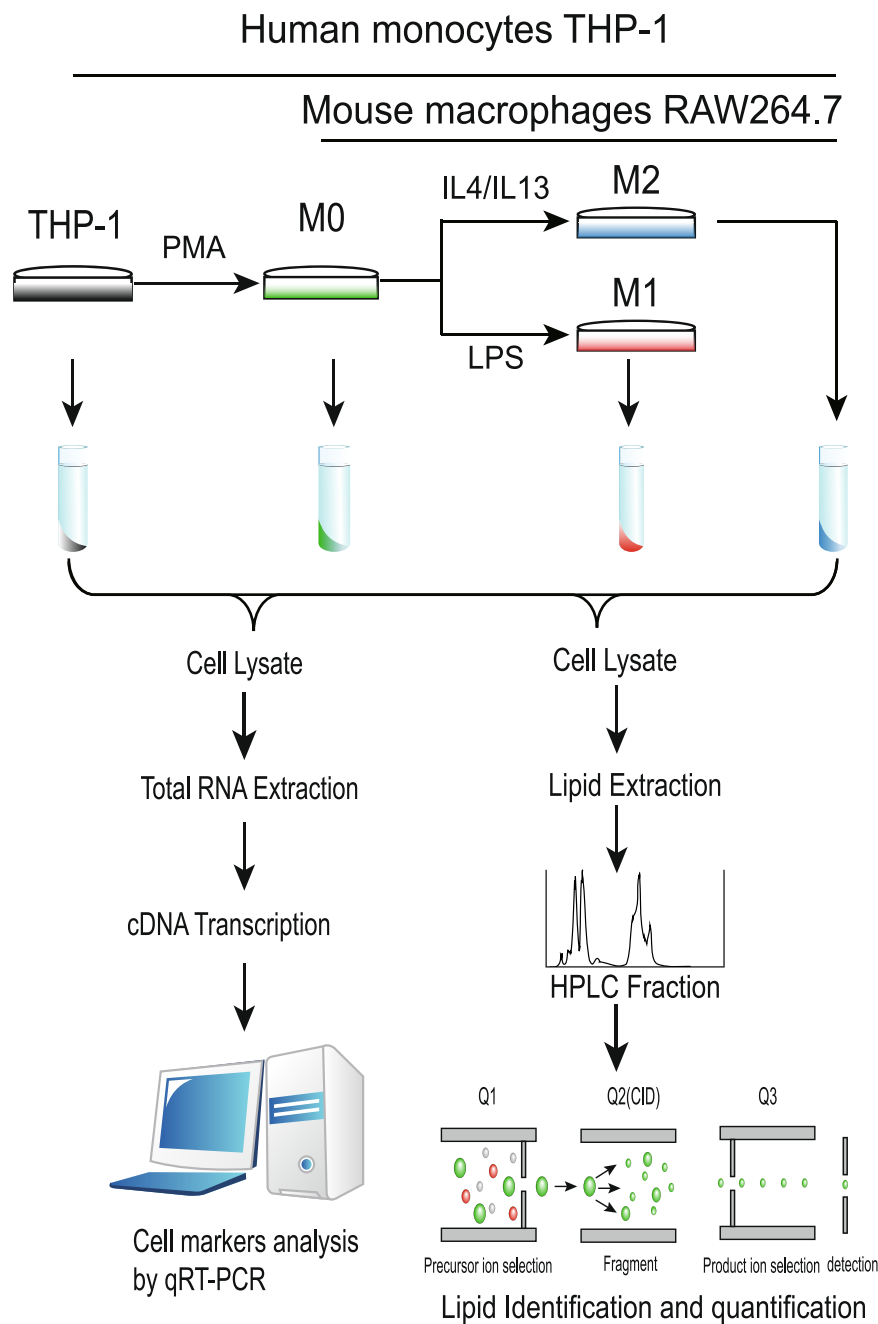 Human monocytes THP-1
Mouse macrophages RAW264.7
THP-1
PMA
M0
IL4/IL13
M2
M1
LPS
Cell Lysate
Total RNA Extraction
cDNA Transcription
Cell markers analysis
by qRT-PCR
Cell Lysate
Lipid Extraction
HPLC Fraction
Q1
Q2(CID)
Q3
Precursor ion selection
Fragment
Product ion selection
detection
Lipid Identification and quantification